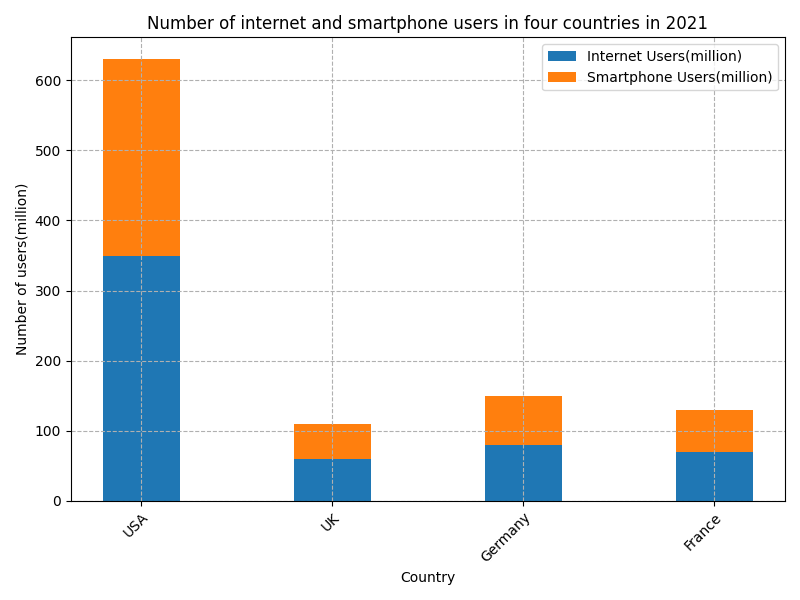 Number of internet and smartphone users in four countries in 2021
Internet Users(million)
Smartphone Users(million)
Number of users(million)
600
500
400
300
200
100
0
USA
UK
Germany
France
Country